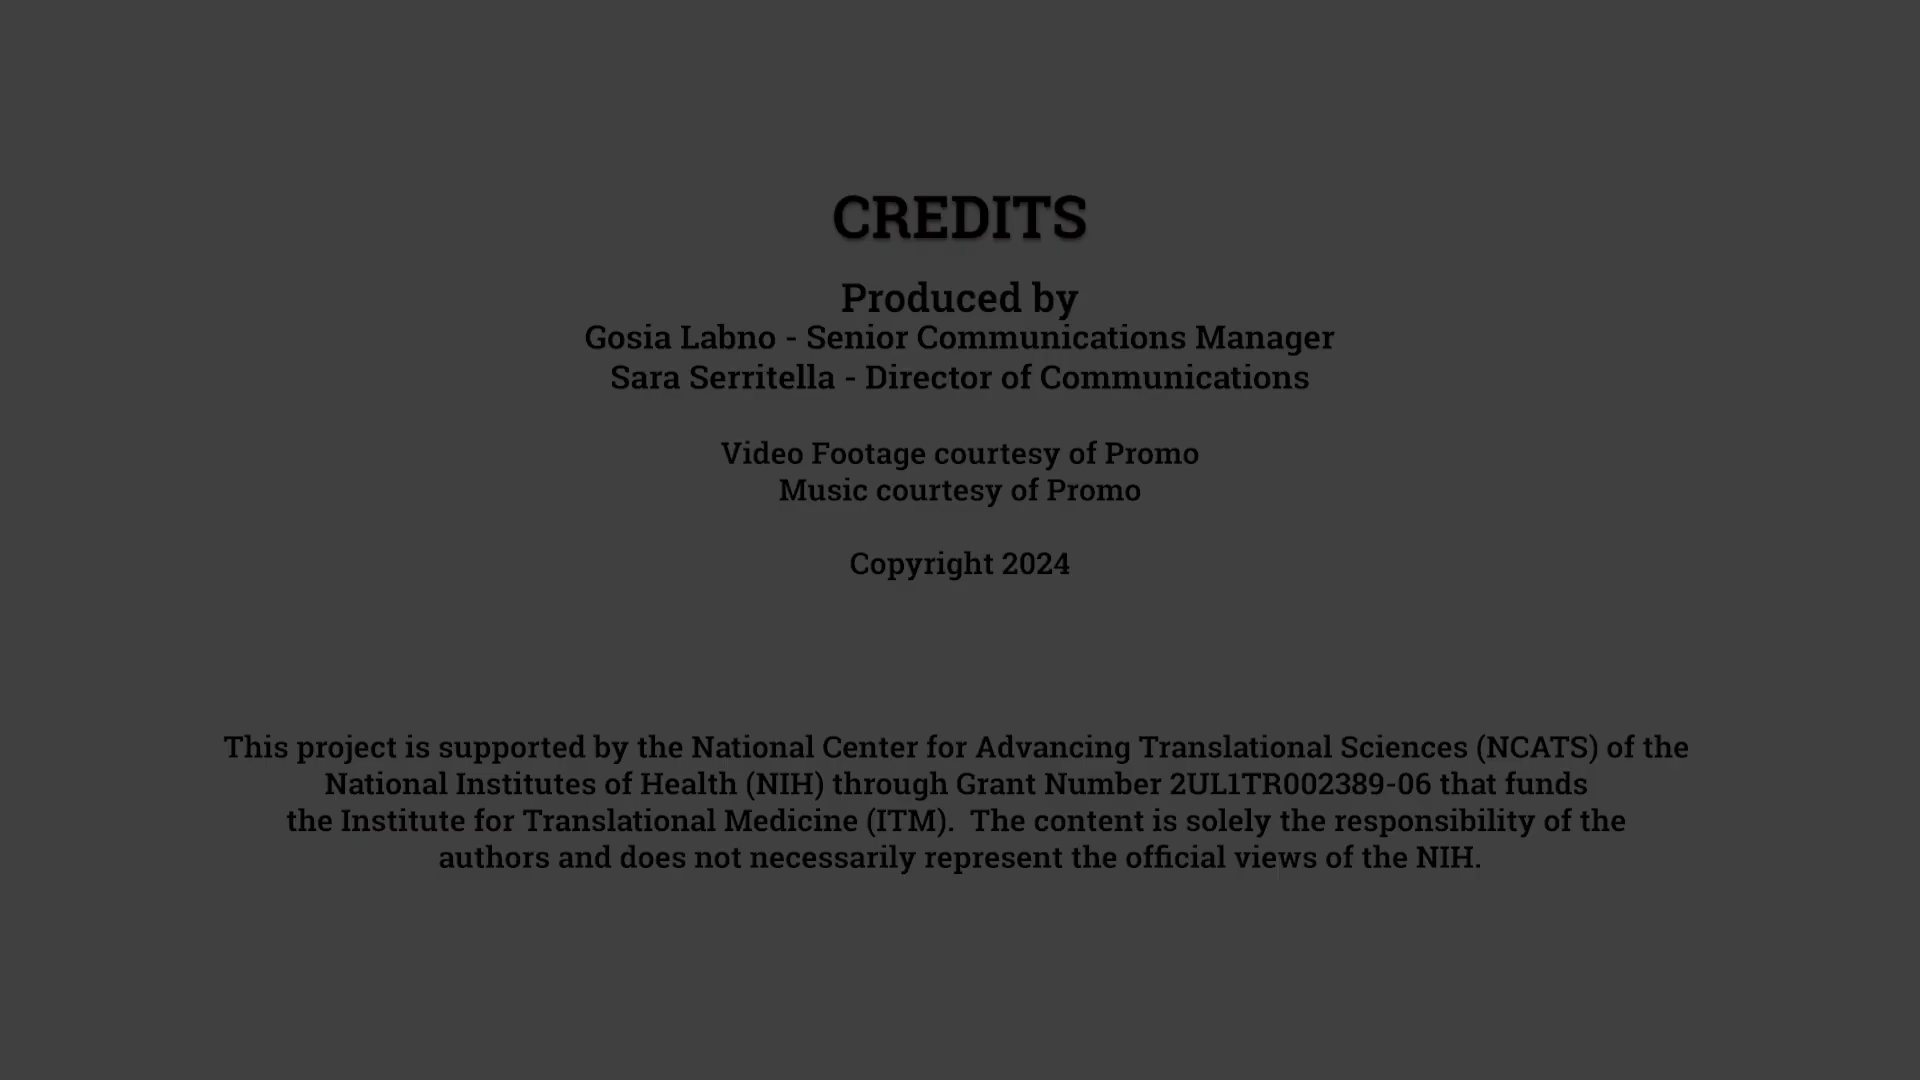 CREDITS
Produced by
Gosia Labno - Senior Communications Manager
Sara Serritella - Director of Communications
Video Footage courtesy of Promo
Music courtesy of Promo
Copyright 2024
This project is supported by the National Center for Advancing Translational Sciences (NCATS) of the
National Institutes of Health (NIH) through Grant Number 2UL1TR002389-06 that funds
the Institute for Translational Medicine (ITM).  The content is solely the responsibility of the
authors and does not necessarily represent the official views of the NIH.